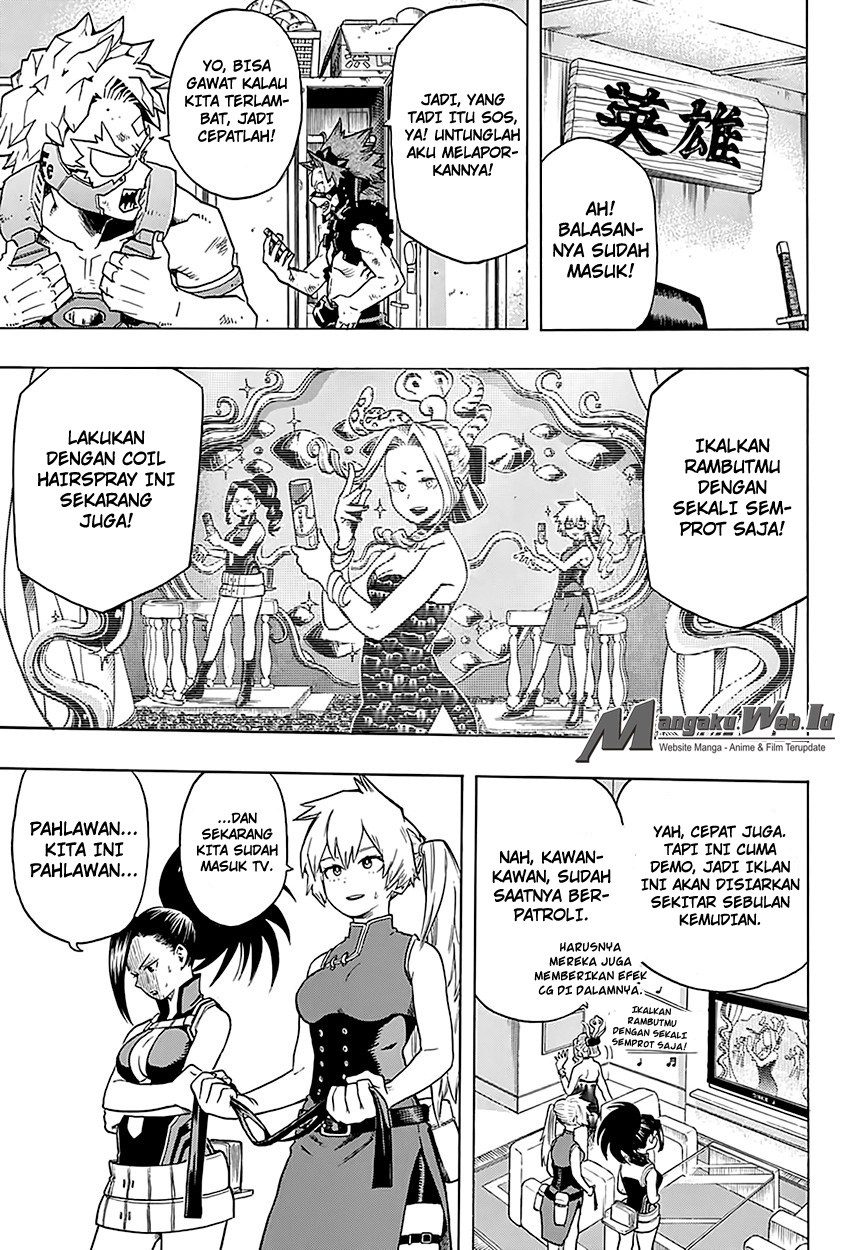 英雄
AH!
BALASAN-
NYA SUDAH
MASUK!
JADI, YANG
TADI ITU SOS,
YA! UNTUNGLAH
AKU MELAPOR-
KANNYA!
YO, BISA
GAWAT KALAU
KITA TERLAM-
BAT, JADI
CEPATLAH!
IKALKAN
RAMBUTMU
DENGAN
SEKALI SEM-
PROT SAJA!
LAKUKAN
DENGAN COIL
HAIRSPRAY INI
SEKARANG
JUGA!
Mangaku Web.Id
Website Manga - Anime & Film Terupdate
YAH, CEPAT JUGA.
TAPI INI CUMA
DEMO, JADI IKLAN
INI AKAN DISIARKAN
SEKITAR SEBULAN
KEMUDIAN.
NAH, KAWAN-
KAWAN, SUDAH
SAATNYA BER-
PATROLI.
HARUSNYA
MEREKA JUGA
MEMBERIKAN EFEK
CG DI DALAMNYA.
IKALKAN
RAMBUTMU
DENGAN SEKALI
SEMPROT SAJA!
...DAN
SEKARANG
KITA SUDAH
MASUK TV.
PAHLAWAN...
KITA INI
PAHLAWAN...